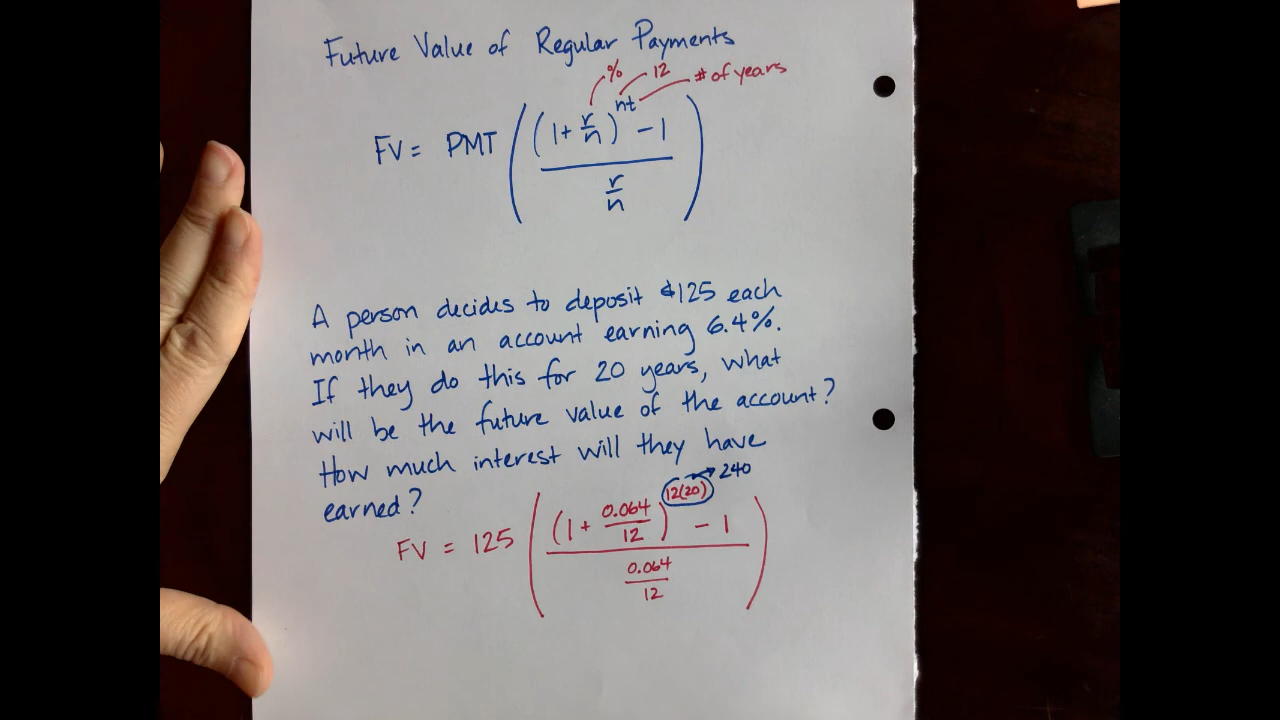 Future Value of Regular Payments
% 12 # of years
FV = PMT ( (1 + r/n)^nt − 1 / r/n )
A person decides to deposit $125 each
month in an account earning 6.4%.
If they do this for 20 years, what
will be the future value of the account?
How much interest will they have
earned?
12(20) → 240
FV = 125 ( (1 + 0.064/12)^12(20) − 1 / 0.064/12 )